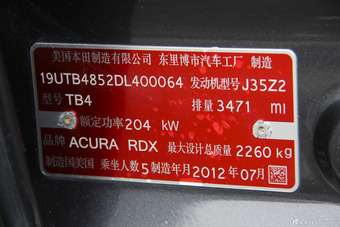 美国本田制造有限公司 东里博市汽车工厂 制造
19UTB4852DL400064 发动机型号 J35Z2
型号 TB4 排量 3471 ml
额定功率 204 kW
品牌 ACURA RDX 最大设计总质量 2260 kg
制造国美国 乘坐人数 5 制造年月 2012 年 07 月